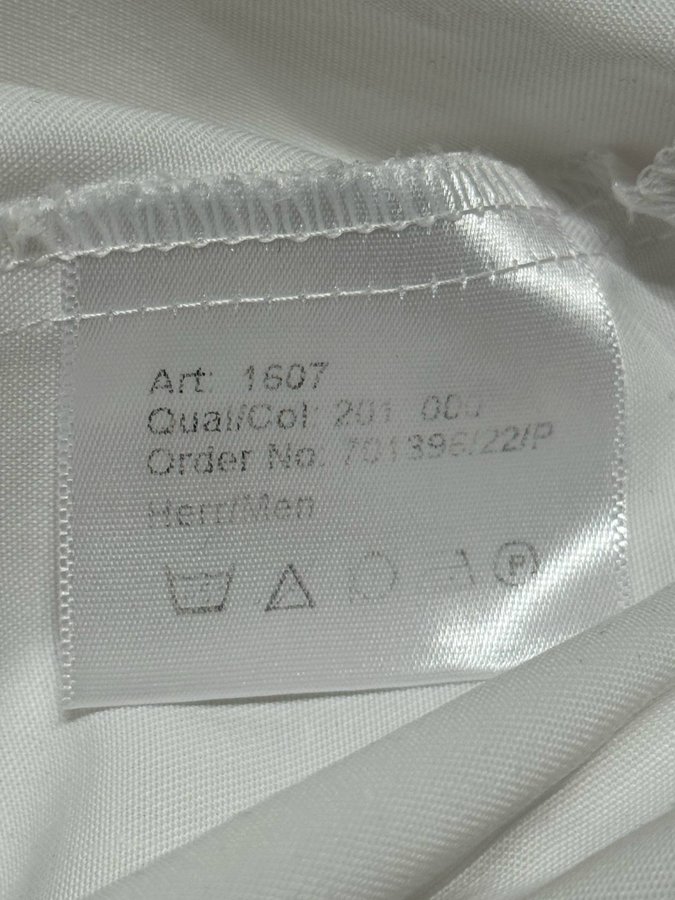 Art: 1607
Qual/Col: 201
Order No: 701396/22/P
Herr/Men
P